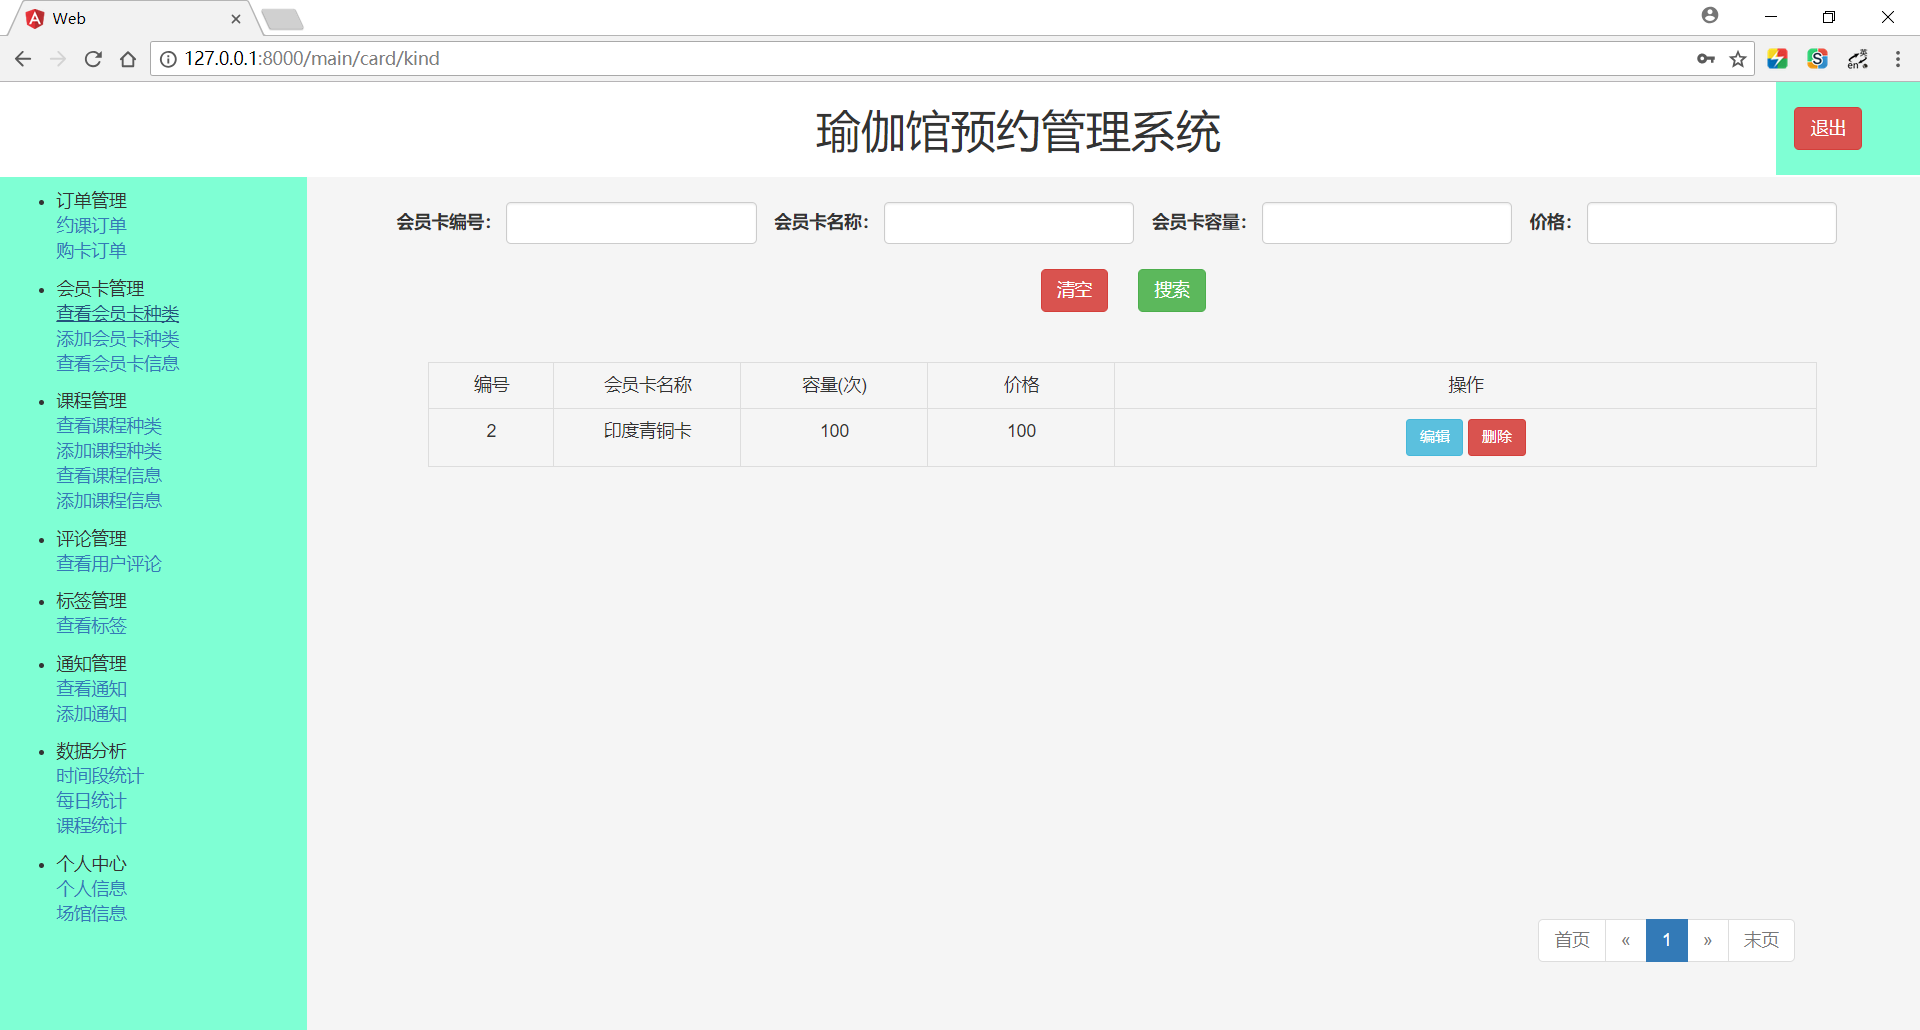 Web
127.0.0.1:8000/main/card/kind
瑜伽馆预约管理系统
退出
订单管理
约课订单
购卡订单
会员卡管理
查看会员卡种类
添加会员卡种类
查看会员卡信息
课程管理
查看课程种类
添加课程种类
查看课程信息
添加课程信息
评论管理
查看用户评论
标签管理
查看标签
通知管理
查看通知
添加通知
数据分析
时间段统计
每日统计
课程统计
个人中心
个人信息
场馆信息
会员卡编号： 会员卡名称： 会员卡容量： 价格：
清空 搜索
编号 会员卡名称 容量(次) 价格 操作
2 印度青铜卡 100 100 编辑 删除
首页 « 1 » 末页